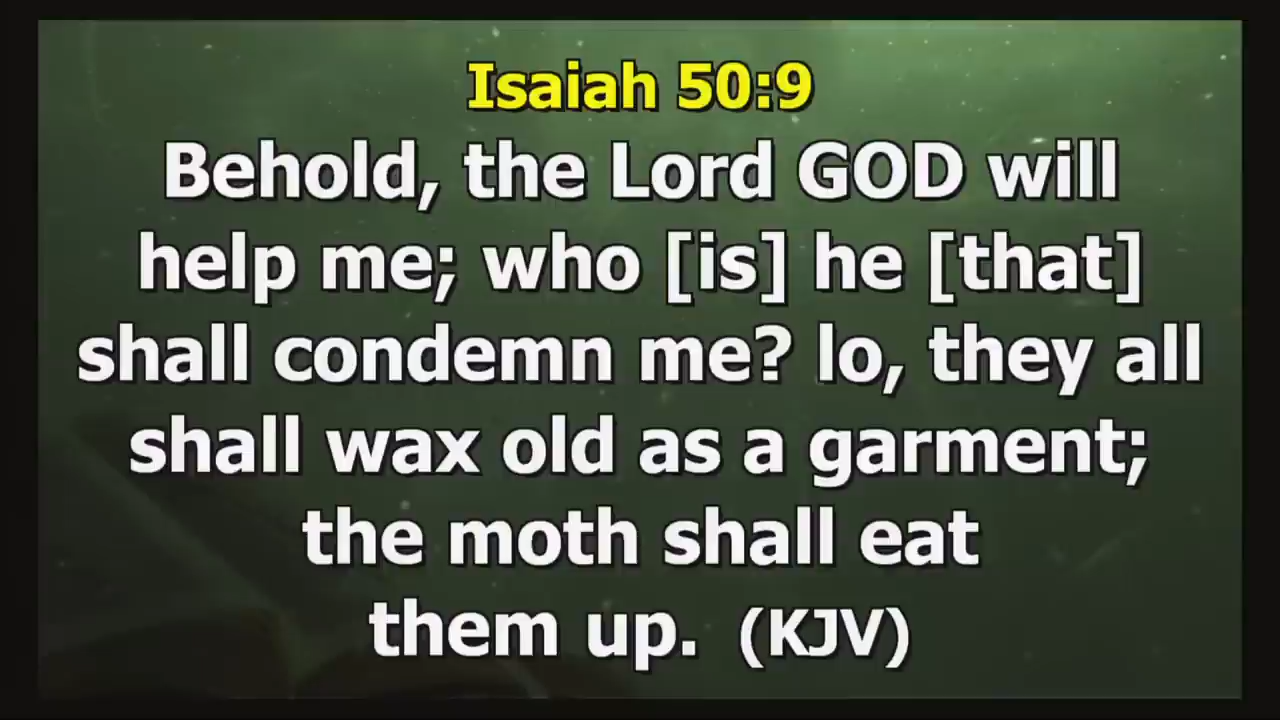 Isaiah 50:9
Behold, the Lord GOD will
help me; who [is] he [that]
shall condemn me? lo, they all
shall wax old as a garment;
the moth shall eat
them up. (KJV)